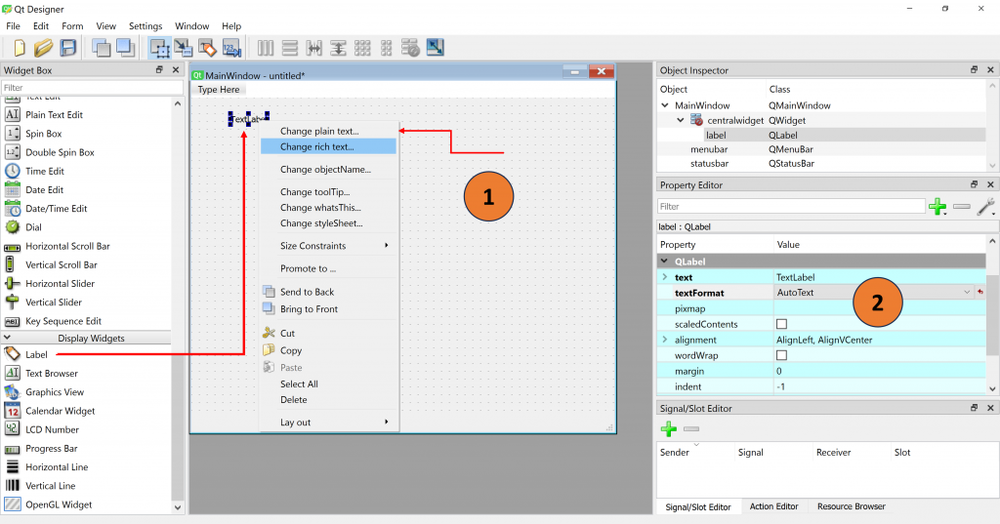 Qt Designer
File Edit Form View Settings Window Help
Widget Box
Filter
Text Edit
Plain Text Edit
Spin Box
Double Spin Box
Time Edit
Date Edit
Date/Time Edit
Dial
Horizontal Scroll Bar
Vertical Scroll Bar
Horizontal Slider
Vertical Slider
Key Sequence Edit
Display Widgets
Label
Text Browser
Graphics View
Calendar Widget
LCD Number
Progress Bar
Horizontal Line
Vertical Line
OpenGL Widget
MainWindow - untitled*
Type Here
TextLabel
Change plain text...
Change rich text...
Change objectName...
Change toolTip...
Change whatsThis...
Change styleSheet...
Size Constraints
Promote to ...
Send to Back
Bring to Front
Cut
Copy
Paste
Select All
Delete
Lay out
1
Object Inspector
Object Class
MainWindow QMainWindow
centralwidget QWidget
label QLabel
menubar QMenuBar
statusbar QStatusBar
Property Editor
Filter
label : QLabel
Property Value
QLabel
text TextLabel
textFormat AutoText
2
pixmap
scaledContents
alignment AlignLeft, AlignVCenter
wordWrap
margin 0
indent -1
Signal/Slot Editor
Sender Signal Receiver Slot
Signal/Slot Editor Action Editor Resource Browser